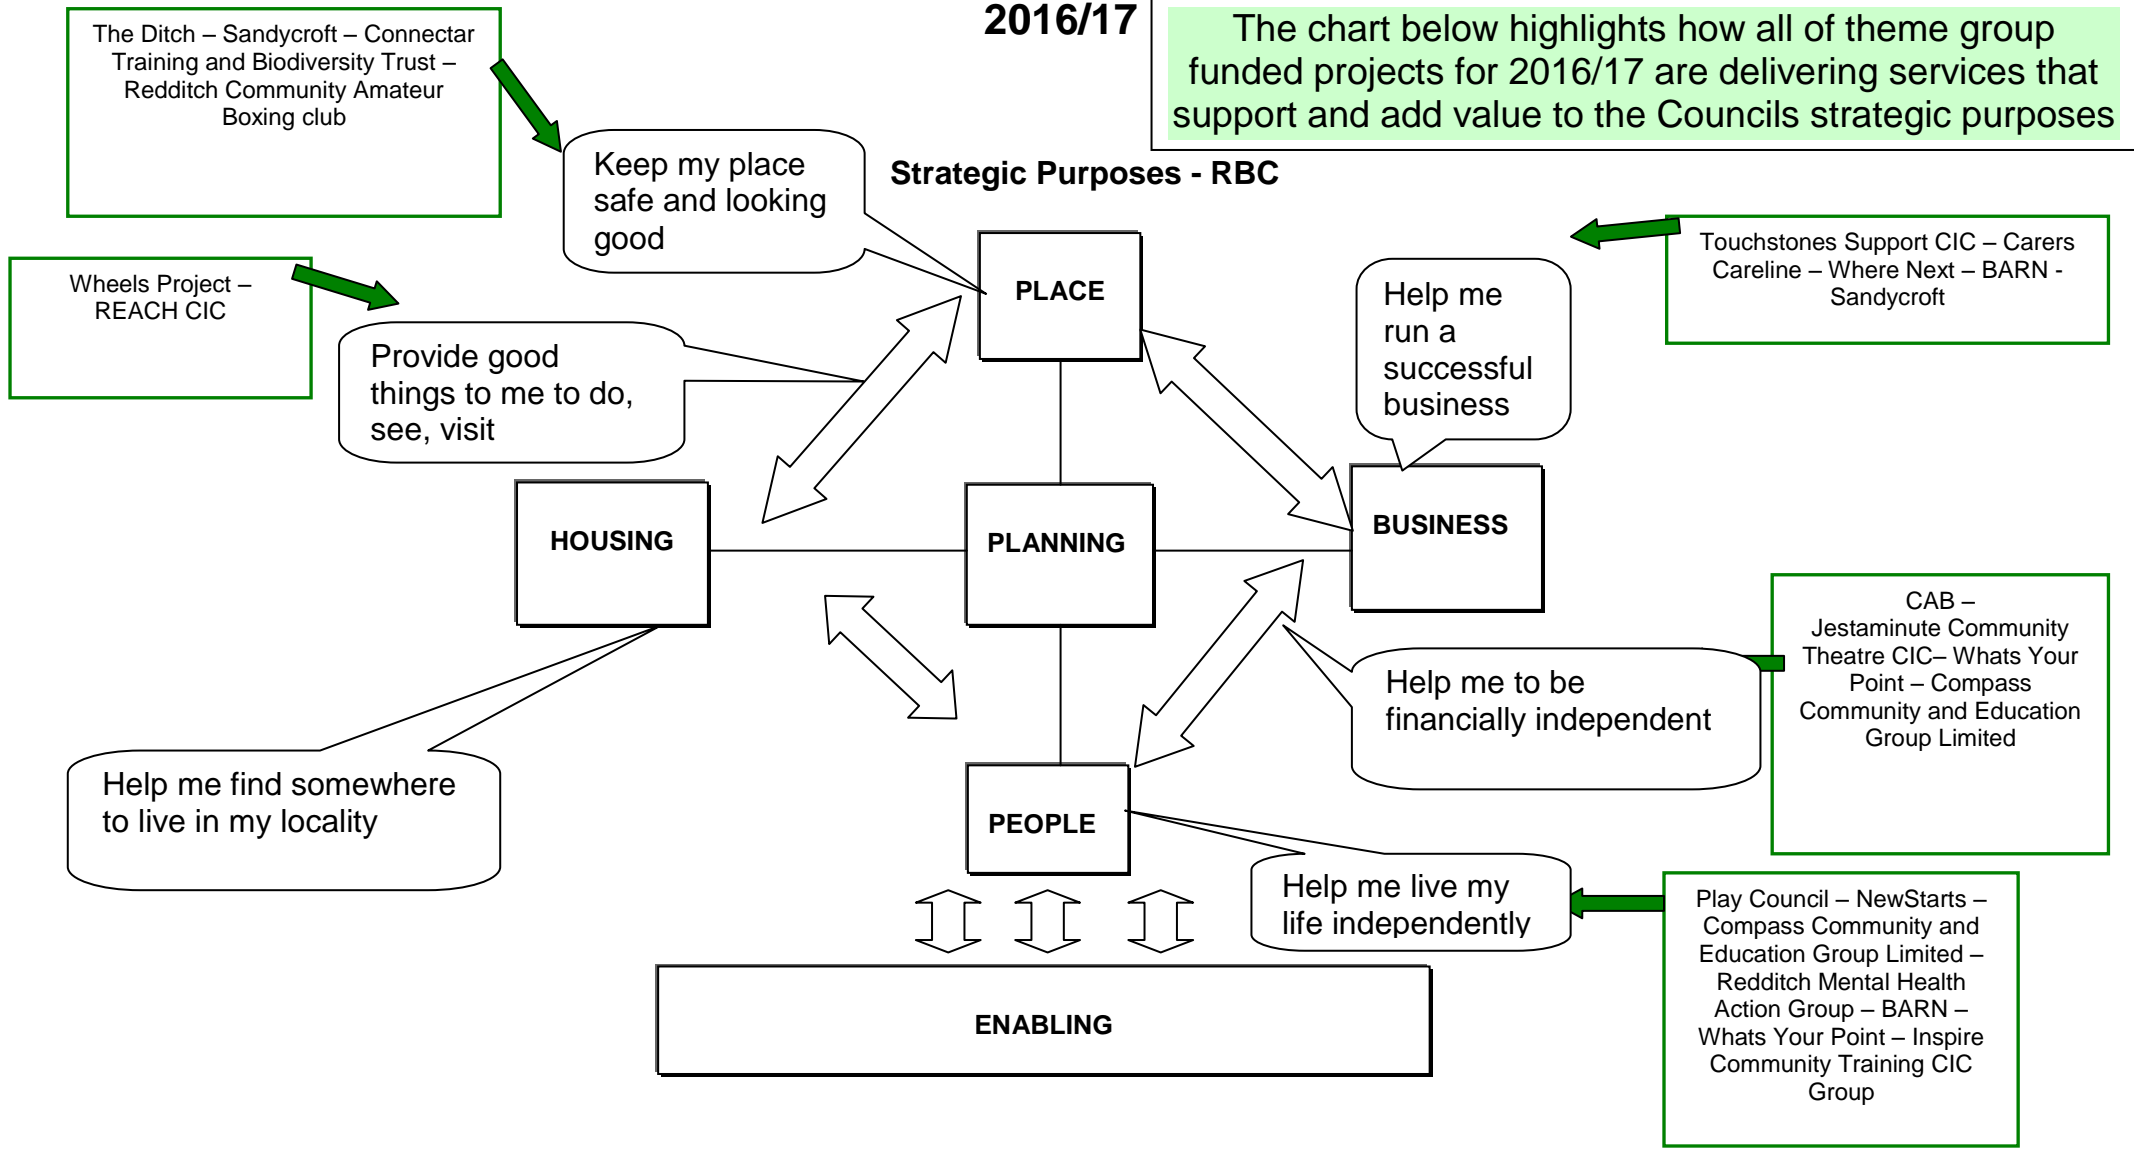 2016/17
The chart below highlights how all of theme group
funded projects for 2016/17 are delivering services that
support and add value to the Councils strategic purposes
The Ditch – Sandycroft – Connectar
Training and Biodiversity Trust –
Redditch Community Amateur
Boxing club
Keep my place
safe and looking
good
Strategic Purposes - RBC
Touchstones Support CIC – Carers
Careline – Where Next – BARN -
Sandycroft
Wheels Project –
REACH CIC
PLACE
Help me
run a
successful
business
Provide good
things to me to do,
see, visit
HOUSING
PLANNING
BUSINESS
CAB –
Jestaminute Community
Theatre CIC– Whats Your
Point – Compass
Community and Education
Group Limited
Help me to be
financially independent
Help me find somewhere
to live in my locality
PEOPLE
Help me live my
life independently
Play Council – NewStarts –
Compass Community and
Education Group Limited –
Redditch Mental Health
Action Group – BARN –
Whats Your Point – Inspire
Community Training CIC
Group
ENABLING